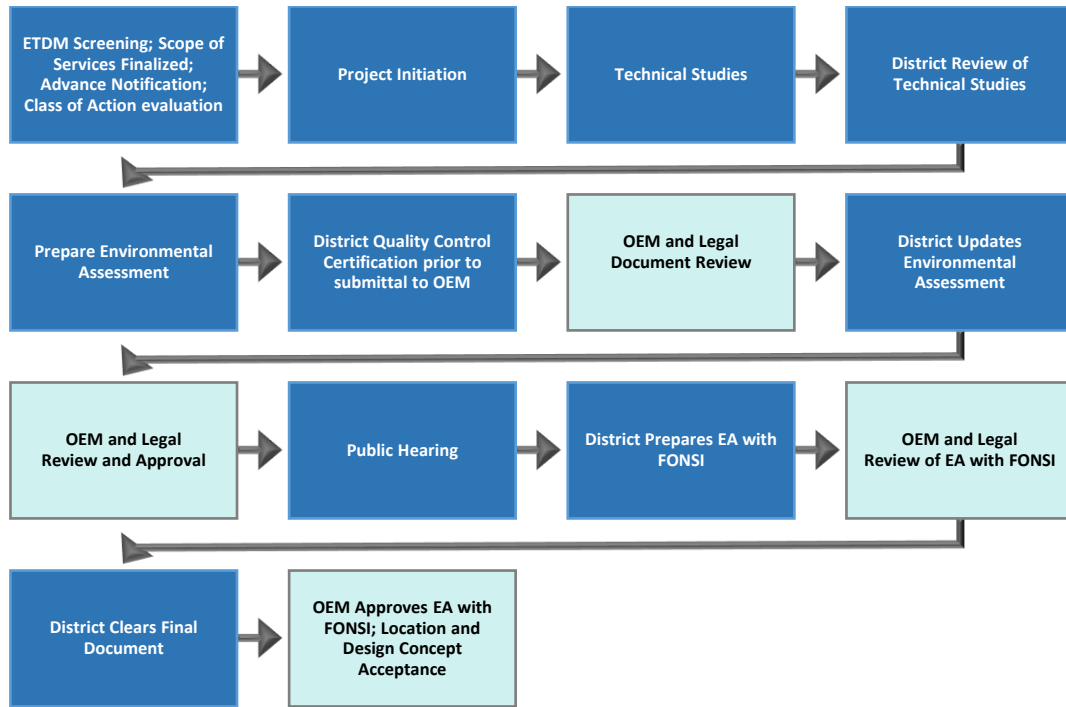 ETDM Screening; Scope of
Services Finalized;
Advance Notification;
Class of Action evaluation
Project Initiation
Technical Studies
District Review of
Technical Studies
Prepare Environmental
Assessment
District Quality Control
Certification prior to
submittal to OEM
OEM and Legal
Document Review
District Updates
Environmental
Assessment
OEM and Legal
Review and Approval
Public Hearing
District Prepares EA with
FONSI
OEM and Legal
Review of EA with FONSI
District Clears Final
Document
OEM Approves EA with
FONSI; Location and
Design Concept
Acceptance